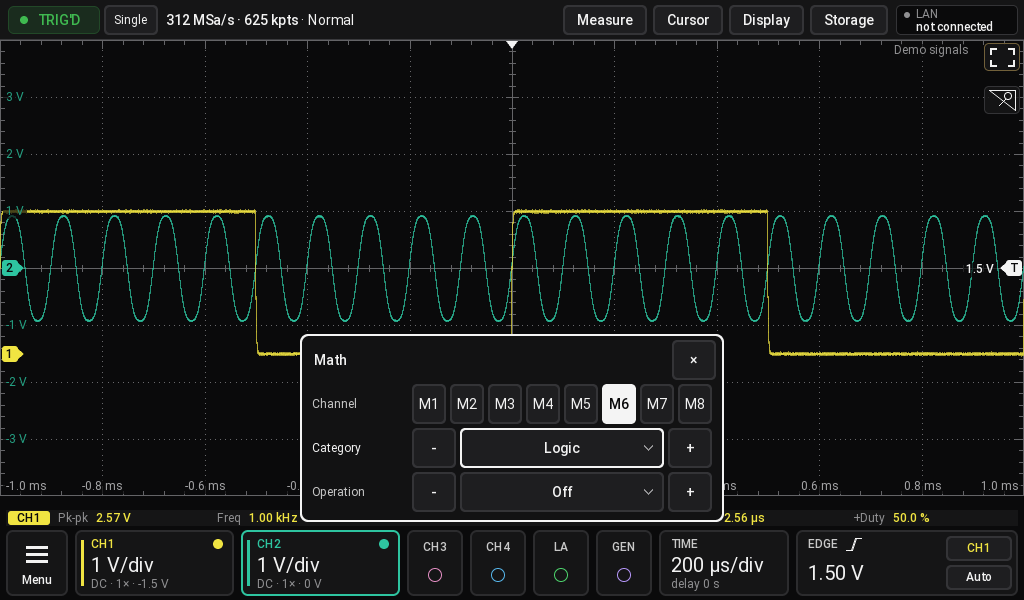 TRIG'D
Single
312 MSa/s · 625 kpts · Normal
Measure
Cursor
Display
Storage
LAN
not connected
Demo signals
3 V
2 V
1 V
2
1.5 V
T
-1 V
1
-2 V
-3 V
Math
×
Channel
M1
M2
M3
M4
M5
M6
M7
M8
Category
-
Logic
+
Operation
-
Off
+
-1.0 ms
-0.8 ms
-0.6 ms
0.6 ms
0.8 ms
1.0 ms
CH1
Pk-pk 2.57 V
Freq 1.00 kHz
2.56 µs
+Duty 50.0 %
Menu
CH1
1 V/div
DC · 1× · -1.5 V
CH2
1 V/div
DC · 1× · 0 V
CH3
CH4
LA
GEN
TIME
200 µs/div
delay 0 s
EDGE
1.50 V
CH1
Auto